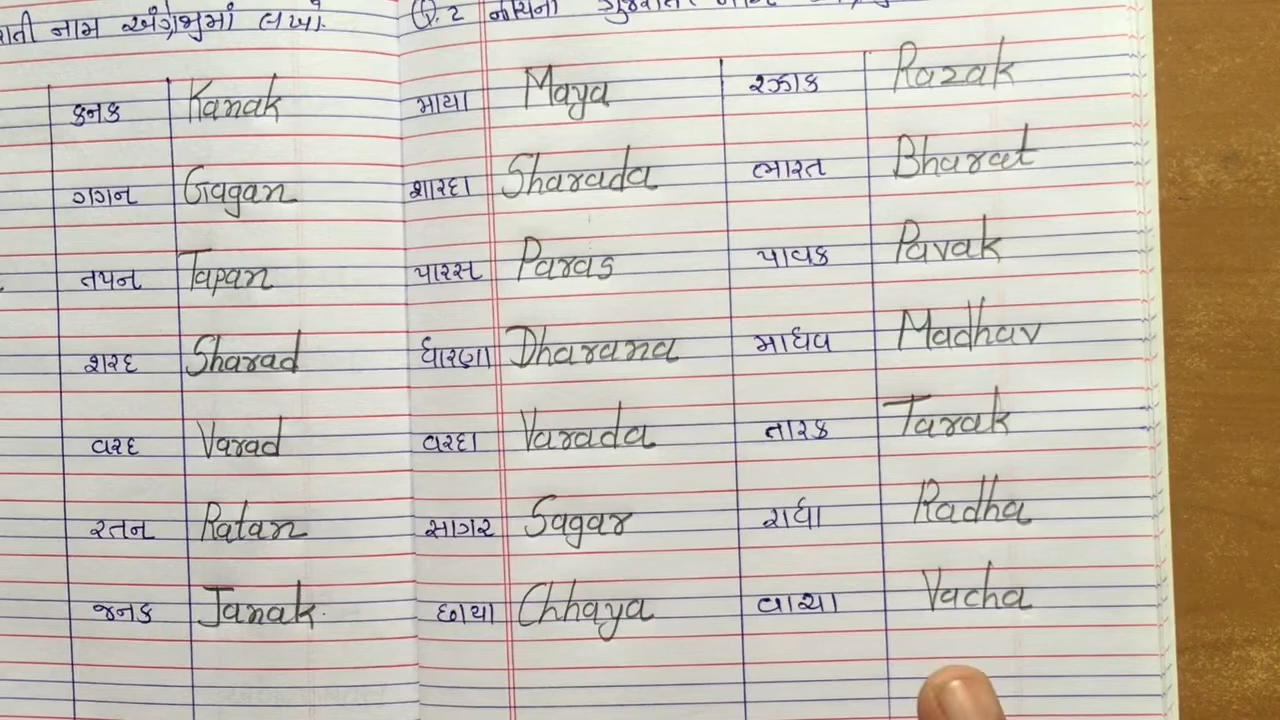 નામ અંગ્રેજીમાં લખો.
પ્ર. 2 નીચેના ગુજરાતી
કનક Kanak માયા Maya રઝાક Razak
ગગન Gagan શારદા Sharada ભારત Bharat
તપન Tapan પારસ Paras પાવક Pavak
શરદ Sharad ધારણા Dharana માધવ Madhav
વરદ Varad વરદા Varada તારક Tarak
રતન Ratan સાગર Sagar રાધા Radha
જનક Janak. છાયા Chhaya વાચા Vacha